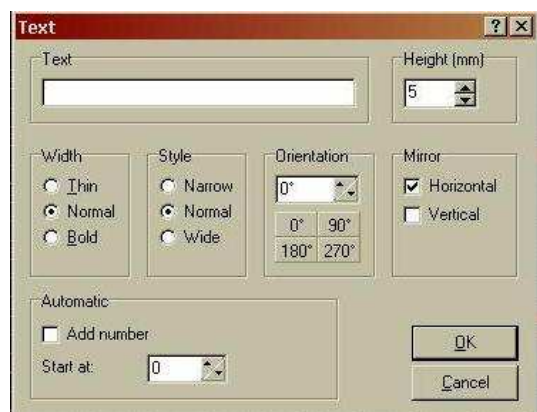 Text
Text
Height (mm)
5
Width
Thin
Normal
Bold
Style
Narrow
Normal
Wide
Orientation
0°
0° 90°
180° 270°
Mirror
Horizontal
Vertical
Automatic
Add number
Start at: 0
OK
Cancel